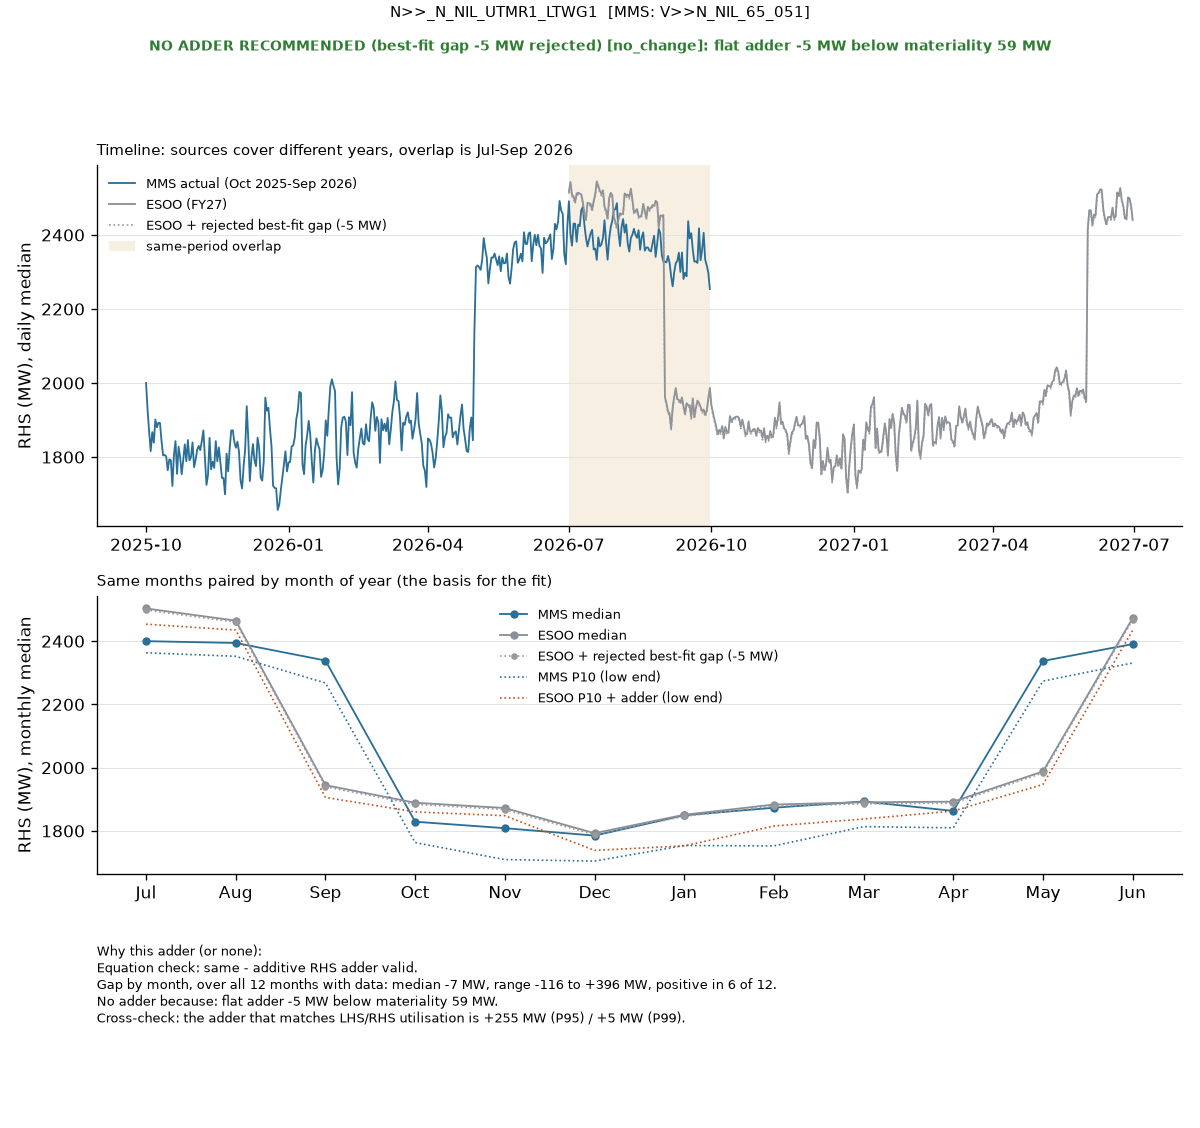 N>>_N_NIL_UTMR1_LTWG1  [MMS: V>>N_NIL_65_051]
NO ADDER RECOMMENDED (best-fit gap -5 MW rejected) [no_change]: flat adder -5 MW below materiality 59 MW
Timeline: sources cover different years, overlap is Jul-Sep 2026
MMS actual (Oct 2025-Sep 2026)
ESOO (FY27)
ESOO + rejected best-fit gap (-5 MW)
same-period overlap
RHS (MW), daily median
2400
2200
2000
1800
2025-10 2026-01 2026-04 2026-07 2026-10 2027-01 2027-04 2027-07
Same months paired by month of year (the basis for the fit)
MMS median
ESOO median
ESOO + rejected best-fit gap (-5 MW)
MMS P10 (low end)
ESOO P10 + adder (low end)
RHS (MW), monthly median
2400
2200
2000
1800
Jul Aug Sep Oct Nov Dec Jan Feb Mar Apr May Jun
Why this adder (or none):
Equation check: same - additive RHS adder valid.
Gap by month, over all 12 months with data: median -7 MW, range -116 to +396 MW, positive in 6 of 12.
No adder because: flat adder -5 MW below materiality 59 MW.
Cross-check: the adder that matches LHS/RHS utilisation is +255 MW (P95) / +5 MW (P99).